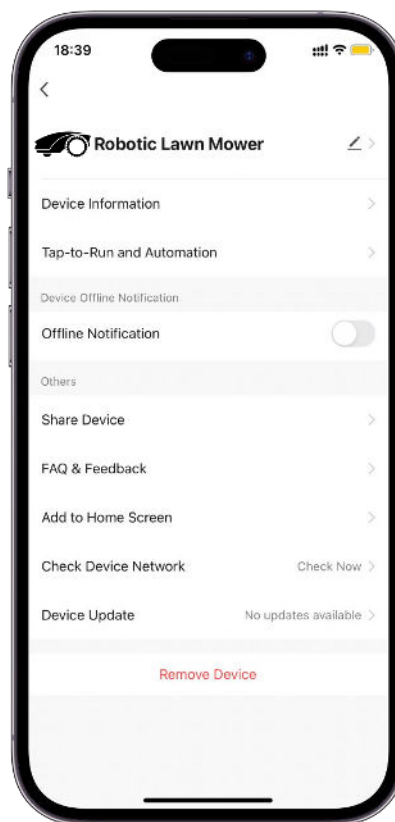 18:39
Robotic Lawn Mower
Device Information
Tap-to-Run and Automation
Device Offline Notification
Offline Notification
Others
Share Device
FAQ & Feedback
Add to Home Screen
Check Device Network Check Now
Device Update No updates available
Remove Device